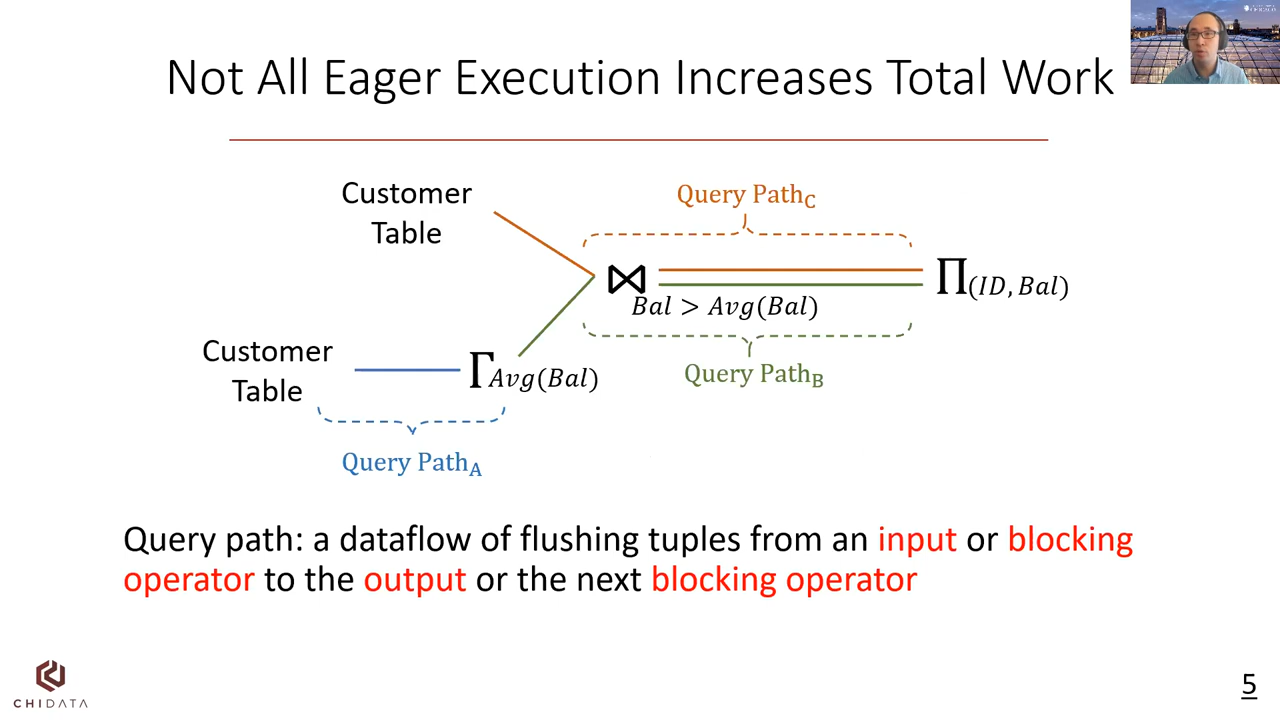 Not All Eager Execution Increases Total Work
Customer
Table
Query Path_C
⋈
Bal > Avg(Bal)
Π(ID, Bal)
Query Path_B
Customer
Table
Γ Avg(Bal)
Query Path_A
Query path: a dataflow of flushing tuples from an input or blocking
operator to the output or the next blocking operator
CHIDATA
5